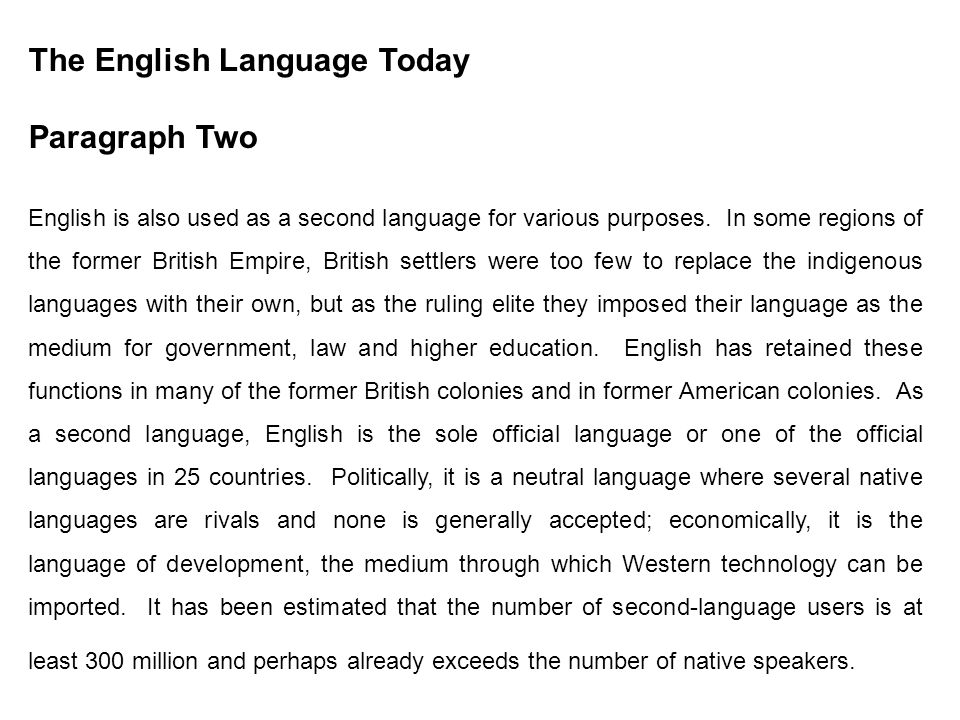 The English Language Today
Paragraph Two
English is also used as a second language for various purposes.  In some regions of
the former British Empire, British settlers were too few to replace the indigenous
languages with their own, but as the ruling elite they imposed their language as the
medium for government, law and higher education.  English has retained these
functions in many of the former British colonies and in former American colonies.  As
a second language, English is the sole official language or one of the official
languages in 25 countries.  Politically, it is a neutral language where several native
languages are rivals and none is generally accepted; economically, it is the
language of development, the medium through which Western technology can be
imported.  It has been estimated that the number of second-language users is at
least 300 million and perhaps already exceeds the number of native speakers.